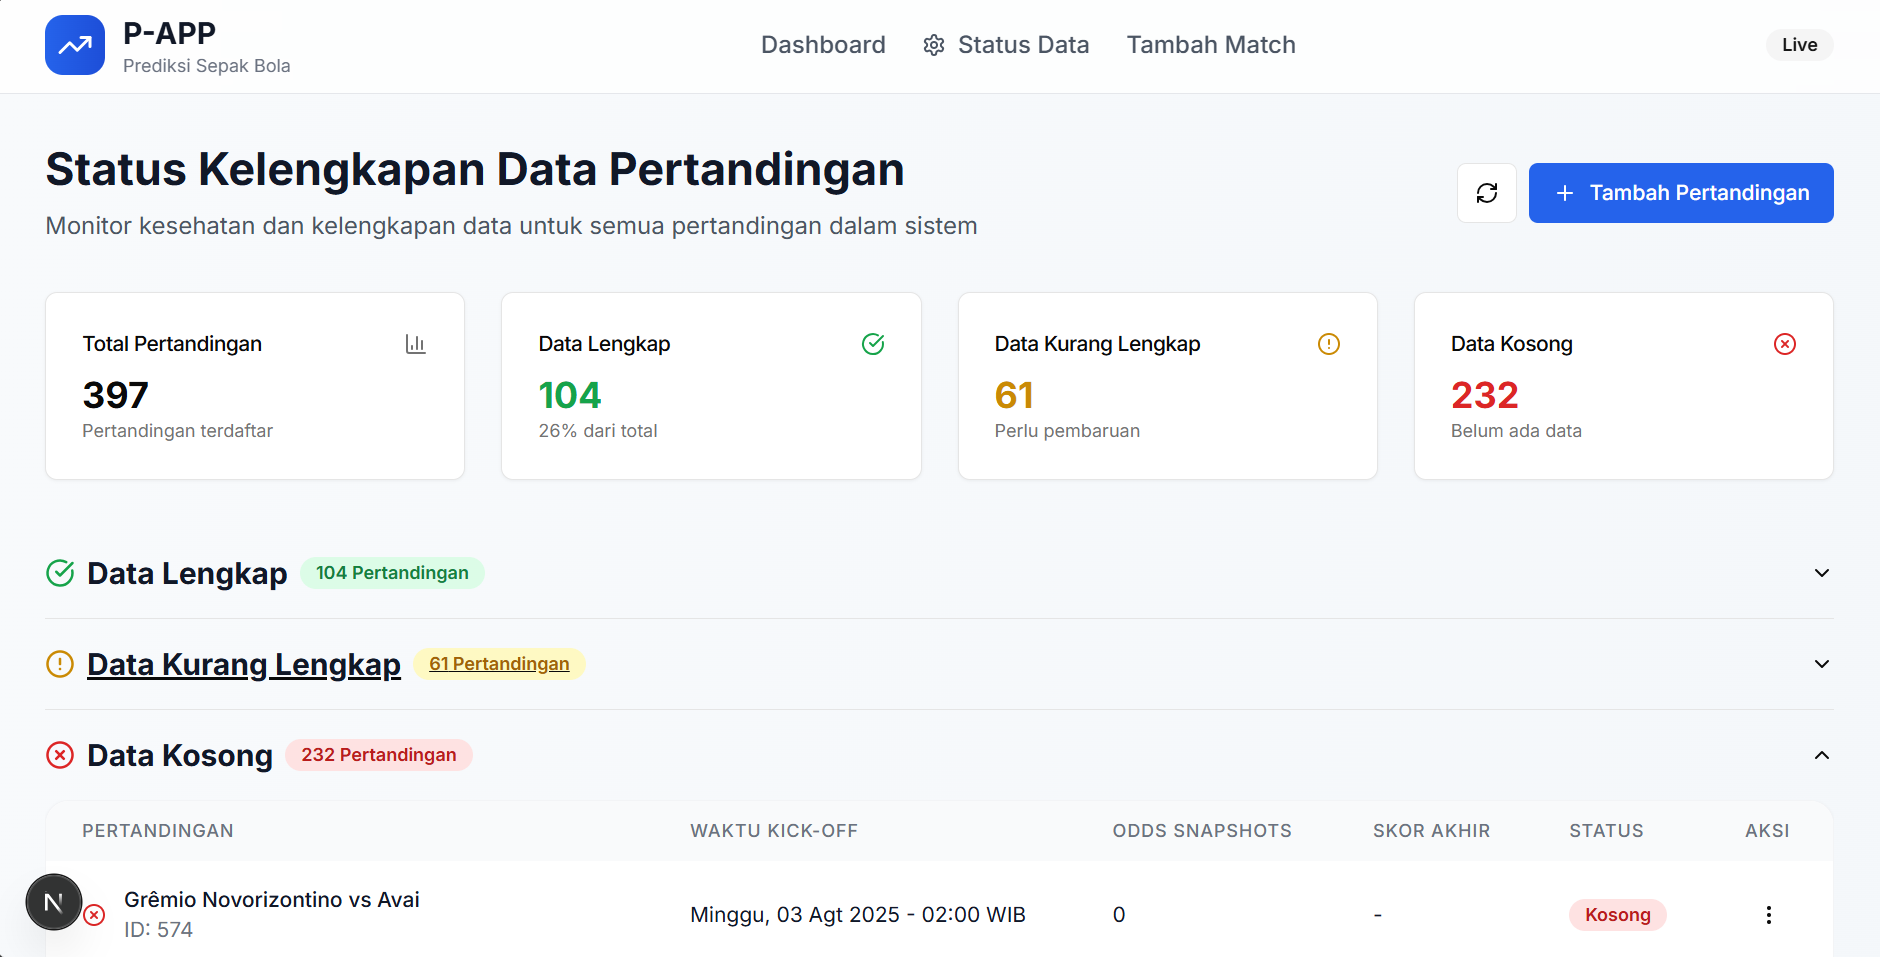 P-APP
Prediksi Sepak Bola
Dashboard
Status Data
Tambah Match
Live
Status Kelengkapan Data Pertandingan
Monitor kesehatan dan kelengkapan data untuk semua pertandingan dalam sistem
Tambah Pertandingan
Total Pertandingan
397
Pertandingan terdaftar
Data Lengkap
104
26% dari total
Data Kurang Lengkap
61
Perlu pembaruan
Data Kosong
232
Belum ada data
Data Lengkap 104 Pertandingan
Data Kurang Lengkap 61 Pertandingan
Data Kosong 232 Pertandingan
PERTANDINGAN WAKTU KICK-OFF ODDS SNAPSHOTS SKOR AKHIR STATUS AKSI
N
Grêmio Novorizontino vs Avai
ID: 574
Minggu, 03 Agt 2025 - 02:00 WIB 0 - Kosong